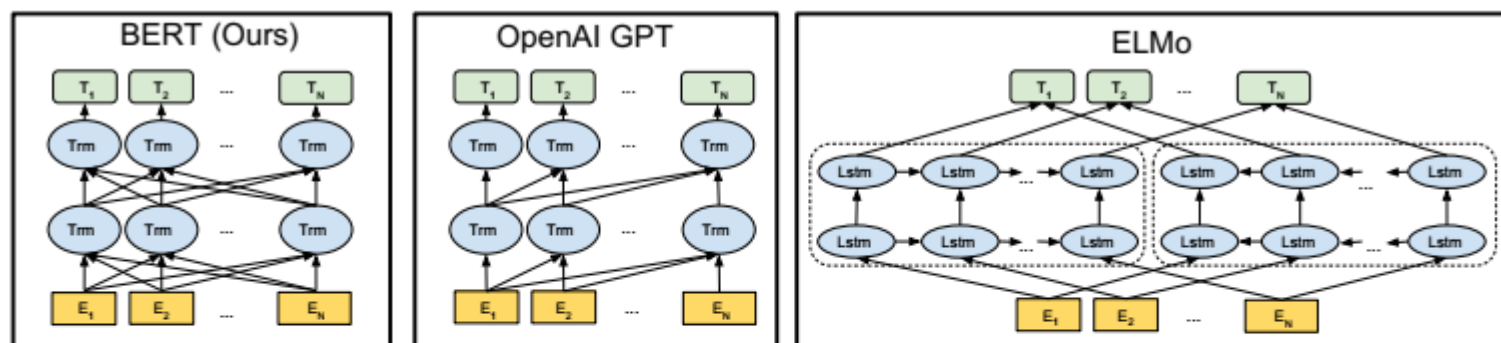 BERT (Ours)
T1 T2 ... TN
Trm Trm ... Trm
Trm Trm ... Trm
E1 E2 ... EN
OpenAI GPT
T1 T2 ... TN
Trm Trm ... Trm
Trm Trm ... Trm
E1 E2 ... EN
ELMo
T1 T2 ... TN
Lstm Lstm ... Lstm Lstm Lstm ... Lstm
Lstm Lstm ... Lstm Lstm Lstm ... Lstm
E1 E2 ... EN